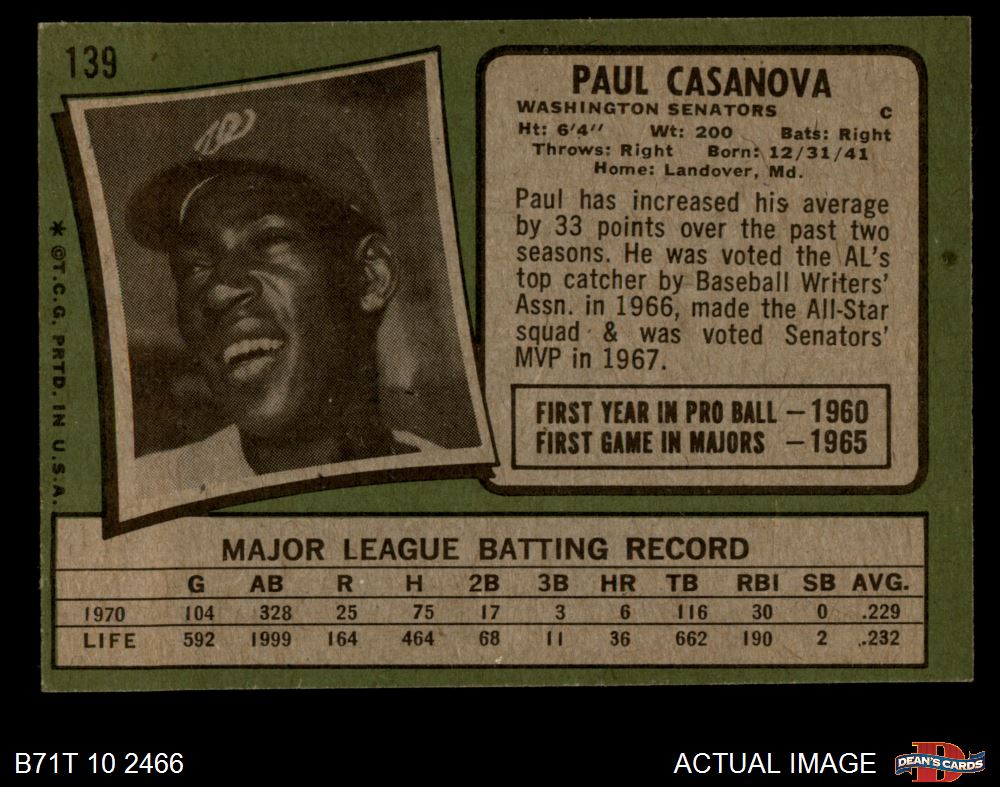 139
PAUL CASANOVA
WASHINGTON SENATORS C
Ht: 6'4" Wt: 200 Bats: Right
Throws: Right Born: 12/31/41
Home: Landover, Md.
Paul has increased his average
by 33 points over the past two
seasons. He was voted the AL's
top catcher by Baseball Writers'
Assn. in 1966, made the All-Star
squad & was voted Senators'
MVP in 1967.
FIRST YEAR IN PRO BALL — 1960
FIRST GAME IN MAJORS — 1965
* ©T.C.G. PRTD. IN U.S.A.
MAJOR LEAGUE BATTING RECORD
G AB R H 2B 3B HR TB RBI SB AVG.
1970 104 328 25 75 17 3 6 116 30 0 .229
LIFE 592 1999 164 464 68 11 36 662 190 2 .232
B71T 10 2466
ACTUAL IMAGE
D
DEAN'S CARDS